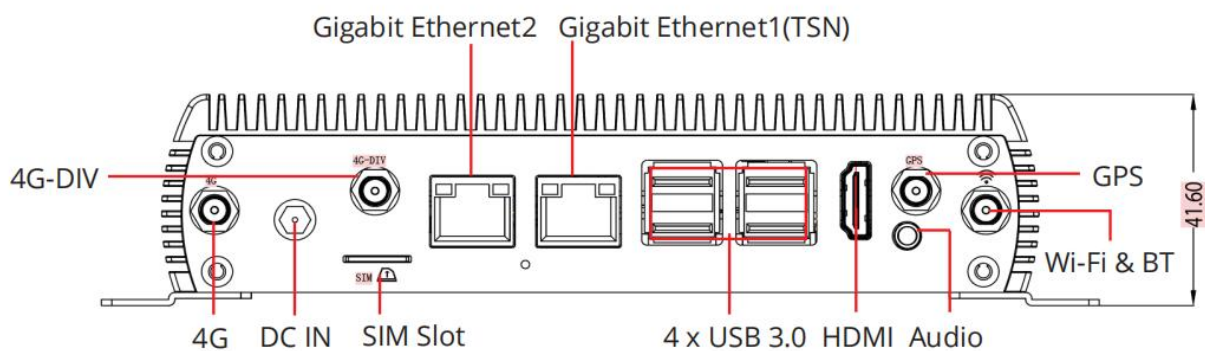 Gigabit Ethernet2 Gigabit Ethernet1(TSN)
4G-DIV
4G-DIV
GPS
GPS
4G
41.60
Wi-Fi & BT
SIM
4G DC IN SIM Slot 4 x USB 3.0 HDMI Audio